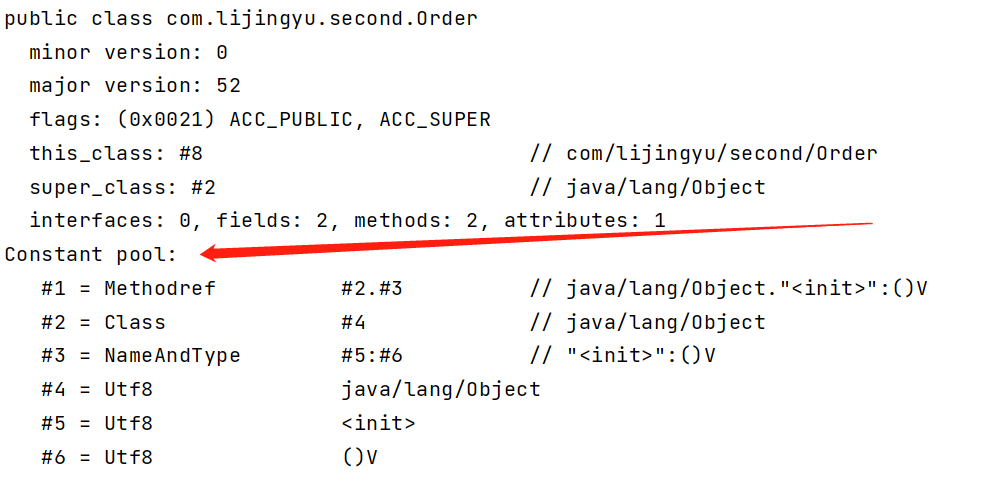 public class com.lijingyu.second.Order
  minor version: 0
  major version: 52
  flags: (0x0021) ACC_PUBLIC, ACC_SUPER
  this_class: #8                          // com/lijingyu/second/Order
  super_class: #2                         // java/lang/Object
  interfaces: 0, fields: 2, methods: 2, attributes: 1
Constant pool:
   #1 = Methodref          #2.#3          // java/lang/Object."<init>":()V
   #2 = Class              #4             // java/lang/Object
   #3 = NameAndType        #5:#6          // "<init>":()V
   #4 = Utf8               java/lang/Object
   #5 = Utf8               <init>
   #6 = Utf8               ()V